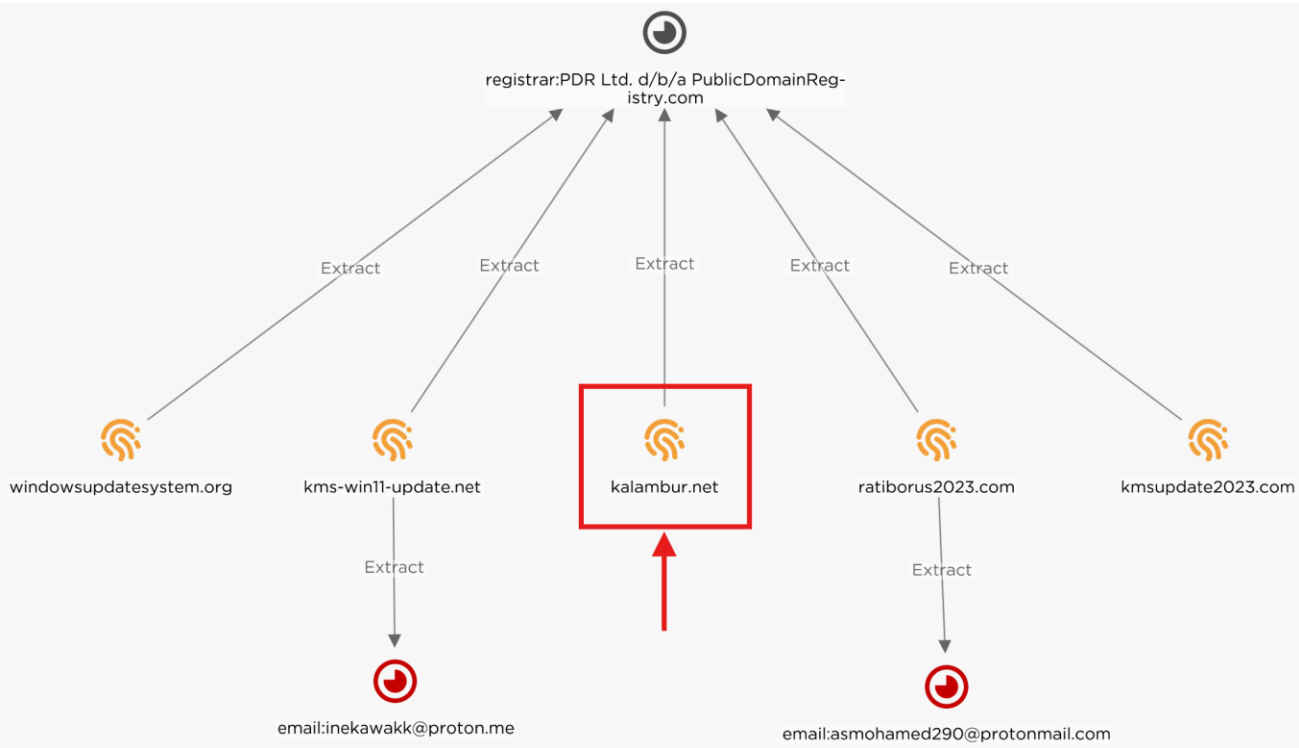 registrar:PDR Ltd. d/b/a PublicDomainReg-
istry.com
Extract
Extract
Extract
Extract
Extract
windowsupdatesystem.org
kms-win11-update.net
kalambur.net
ratiborus2023.com
kmsupdate2023.com
Extract
Extract
email:inekawakk@proton.me
email:asmohamed290@protonmail.com